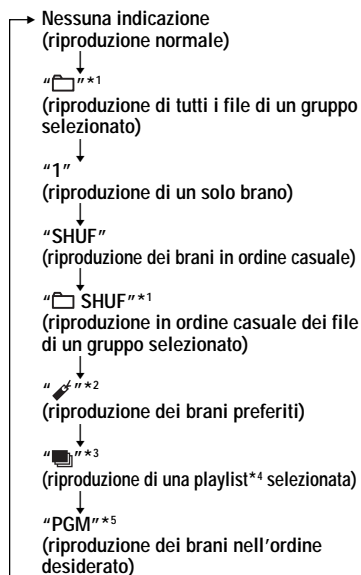 Nessuna indicazione
(riproduzione normale)
“ ”*1
(riproduzione di tutti i file di un gruppo
selezionato)
“1”
(riproduzione di un solo brano)
“SHUF”
(riproduzione dei brani in ordine casuale)
“ SHUF”*1
(riproduzione in ordine casuale dei file
di un gruppo selezionato)
“ ”*2
(riproduzione dei brani preferiti)
“ ”*3
(riproduzione di una playlist*4 selezionata)
“PGM”*5
(riproduzione dei brani nell'ordine
desiderato)